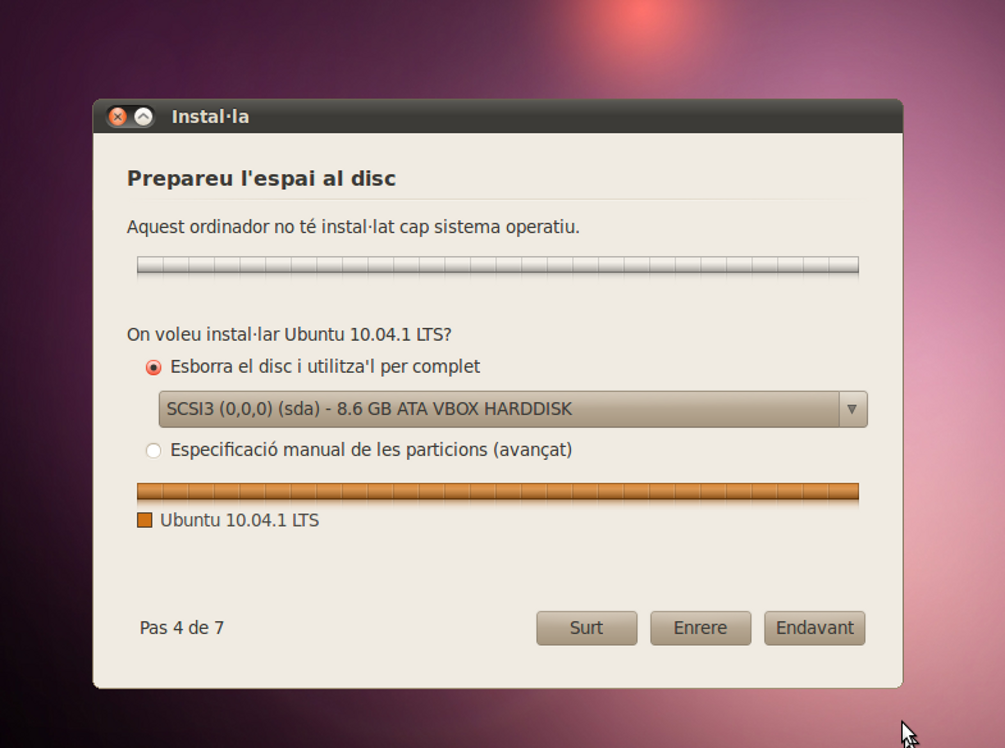 Instal·la
Prepareu l'espai al disc
Aquest ordinador no té instal·lat cap sistema operatiu.
On voleu instal·lar Ubuntu 10.04.1 LTS?
Esborra el disc i utilitza'l per complet
SCSI3 (0,0,0) (sda) - 8.6 GB ATA VBOX HARDDISK
Especificació manual de les particions (avançat)
Ubuntu 10.04.1 LTS
Pas 4 de 7
Surt
Enrere
Endavant